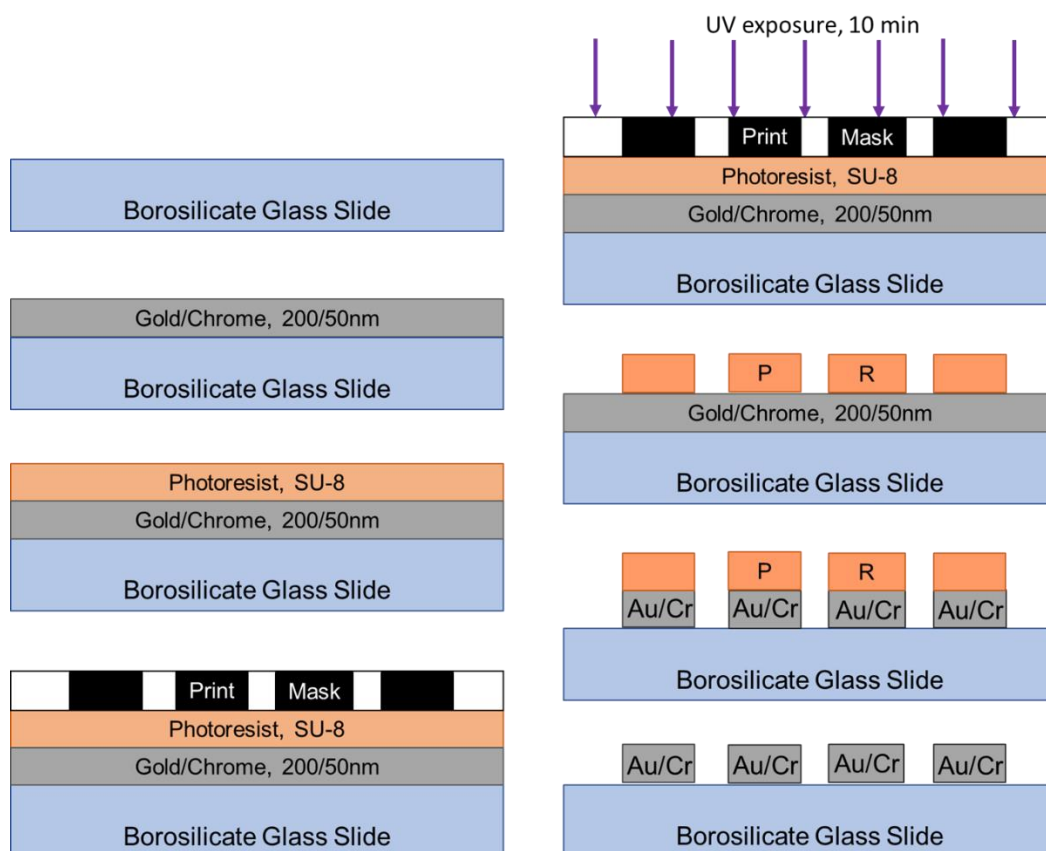 Borosilicate Glass Slide
Gold/Chrome, 200/50nm
Borosilicate Glass Slide
Photoresist, SU-8
Gold/Chrome, 200/50nm
Borosilicate Glass Slide
Print Mask
Photoresist, SU-8
Gold/Chrome, 200/50nm
Borosilicate Glass Slide
UV exposure, 10 min
Print Mask
Photoresist, SU-8
Gold/Chrome, 200/50nm
Borosilicate Glass Slide
P R
Gold/Chrome, 200/50nm
Borosilicate Glass Slide
P R
Au/Cr Au/Cr Au/Cr Au/Cr
Borosilicate Glass Slide
Au/Cr Au/Cr Au/Cr Au/Cr
Borosilicate Glass Slide